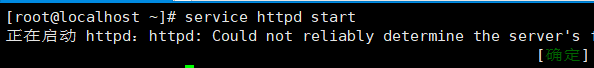 [root@localhost ~]# service httpd start
正在启动 httpd：httpd: Could not reliably determine the server's
[确定]